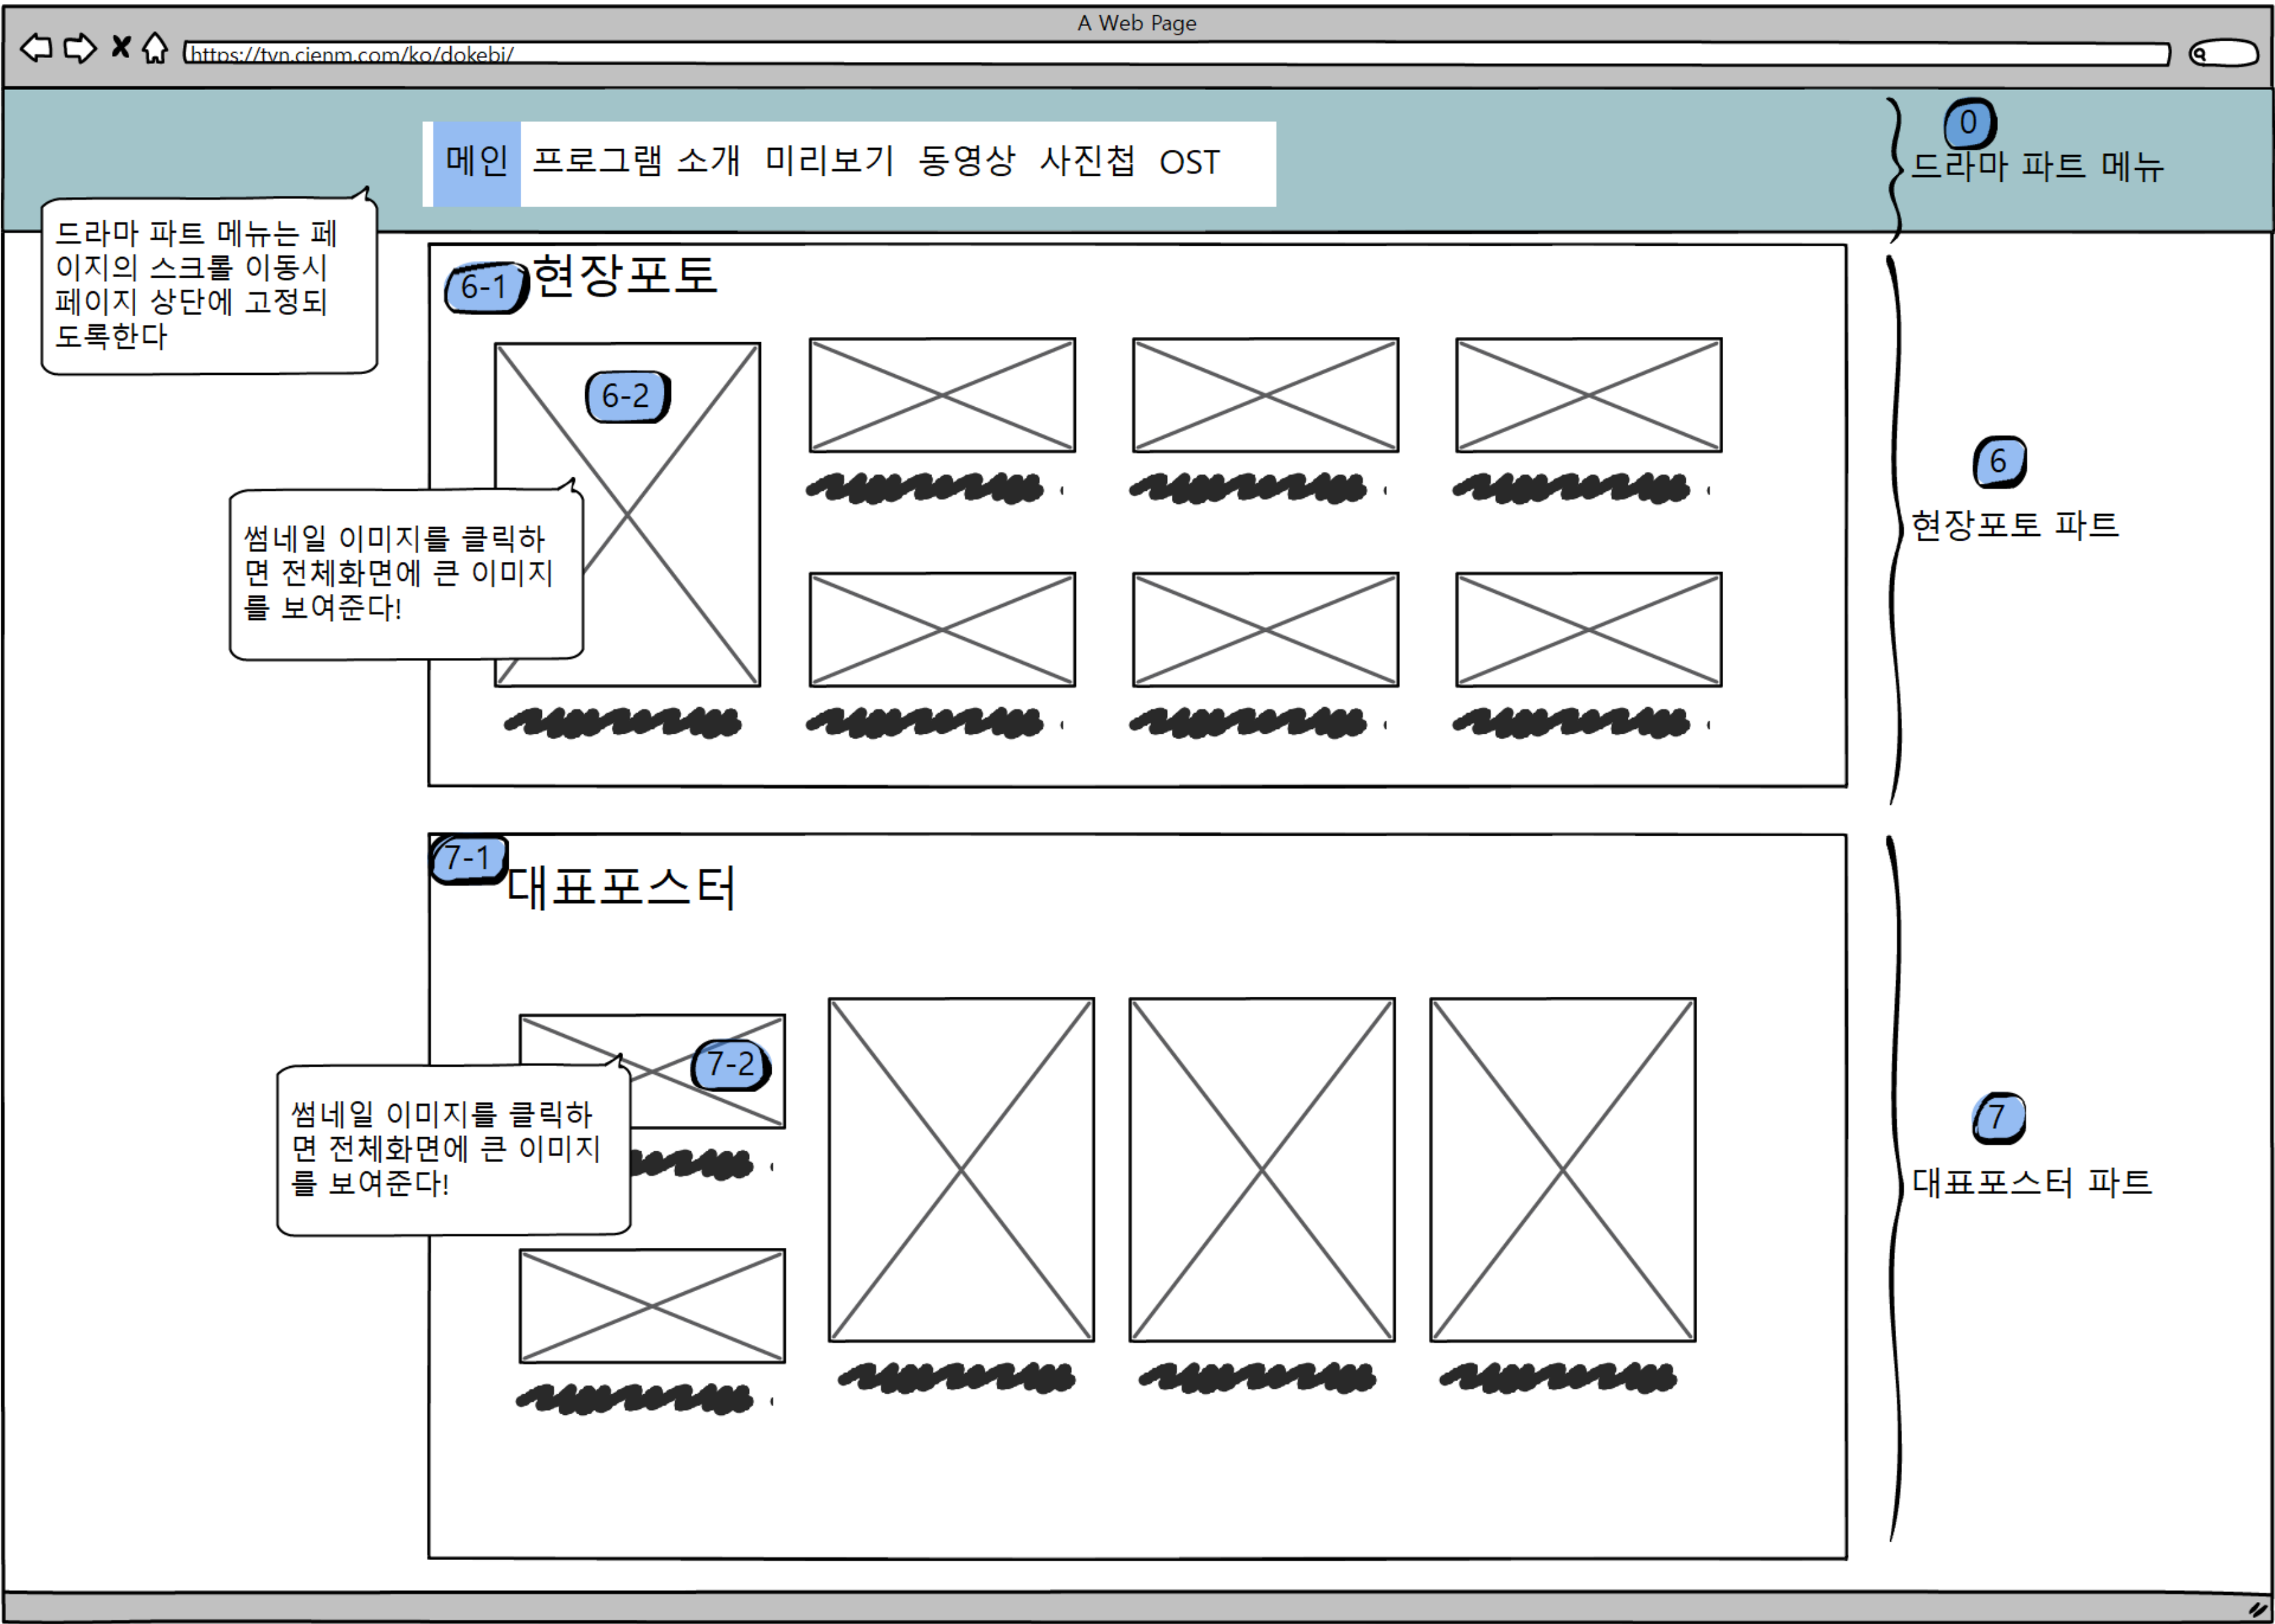 A Web Page
https://tvn.cjenm.com/ko/dokebi/
메인 프로그램 소개 미리보기 동영상 사진첩 OST
0
드라마 파트 메뉴
드라마 파트 메뉴는 페
이지의 스크롤 이동시
페이지 상단에 고정되
도록한다
6-1
현장포토
6-2
6
현장포토 파트
썸네일 이미지를 클릭하
면 전체화면에 큰 이미지
를 보여준다!
7-1
대표포스터
7-2
썸네일 이미지를 클릭하
면 전체화면에 큰 이미지
를 보여준다!
7
대표포스터 파트